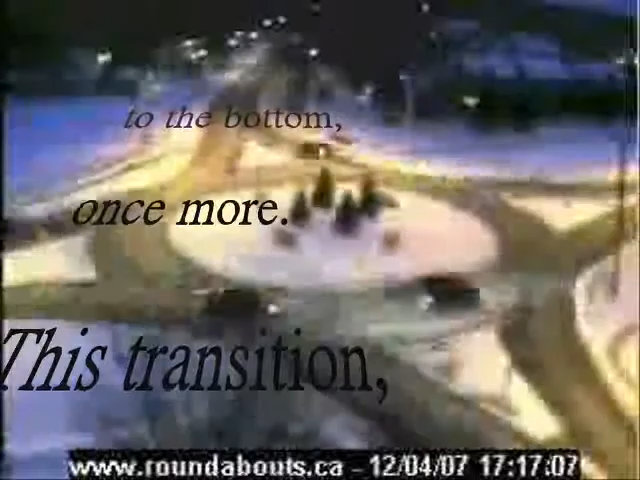 to the bottom,
once more.
This transition,
www.roundabouts.ca - 12/04/07 17:17:07